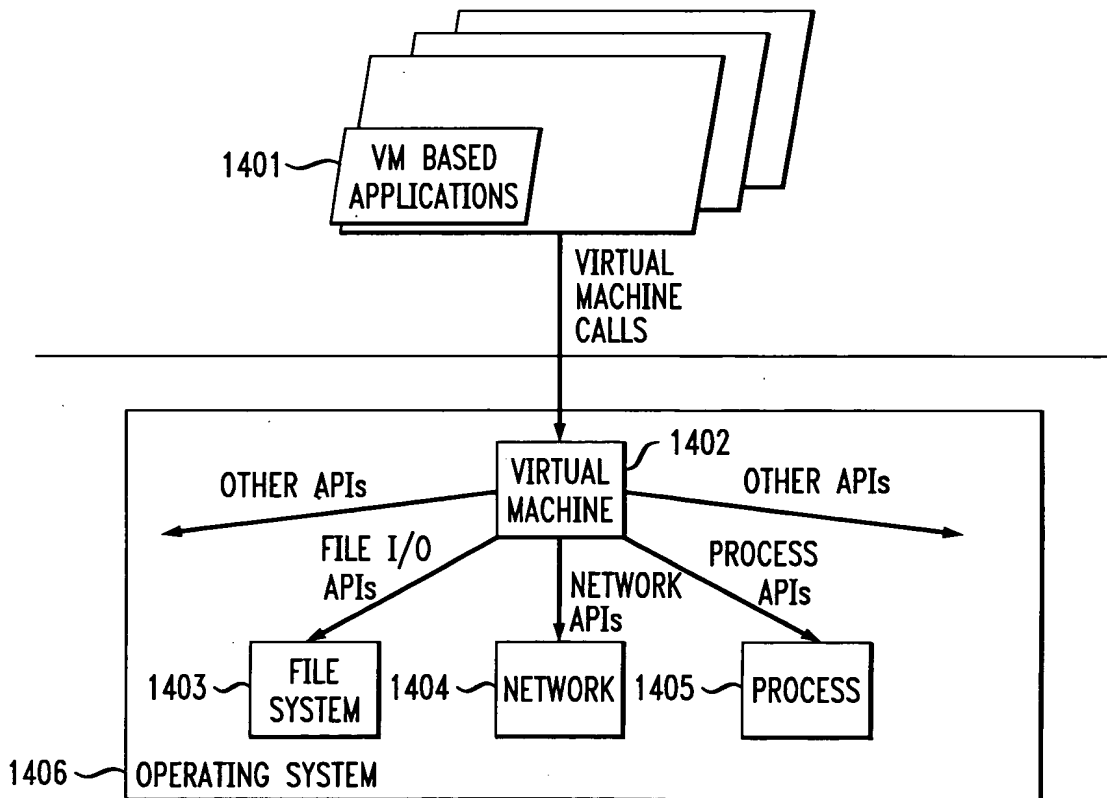 1401
VM BASED
APPLICATIONS
VIRTUAL
MACHINE
CALLS
1402
VIRTUAL
MACHINE
OTHER APIs
OTHER APIs
FILE I/O
APIs
NETWORK
APIs
PROCESS
APIs
1403
FILE
SYSTEM
1404
NETWORK
1405
PROCESS
1406
OPERATING SYSTEM